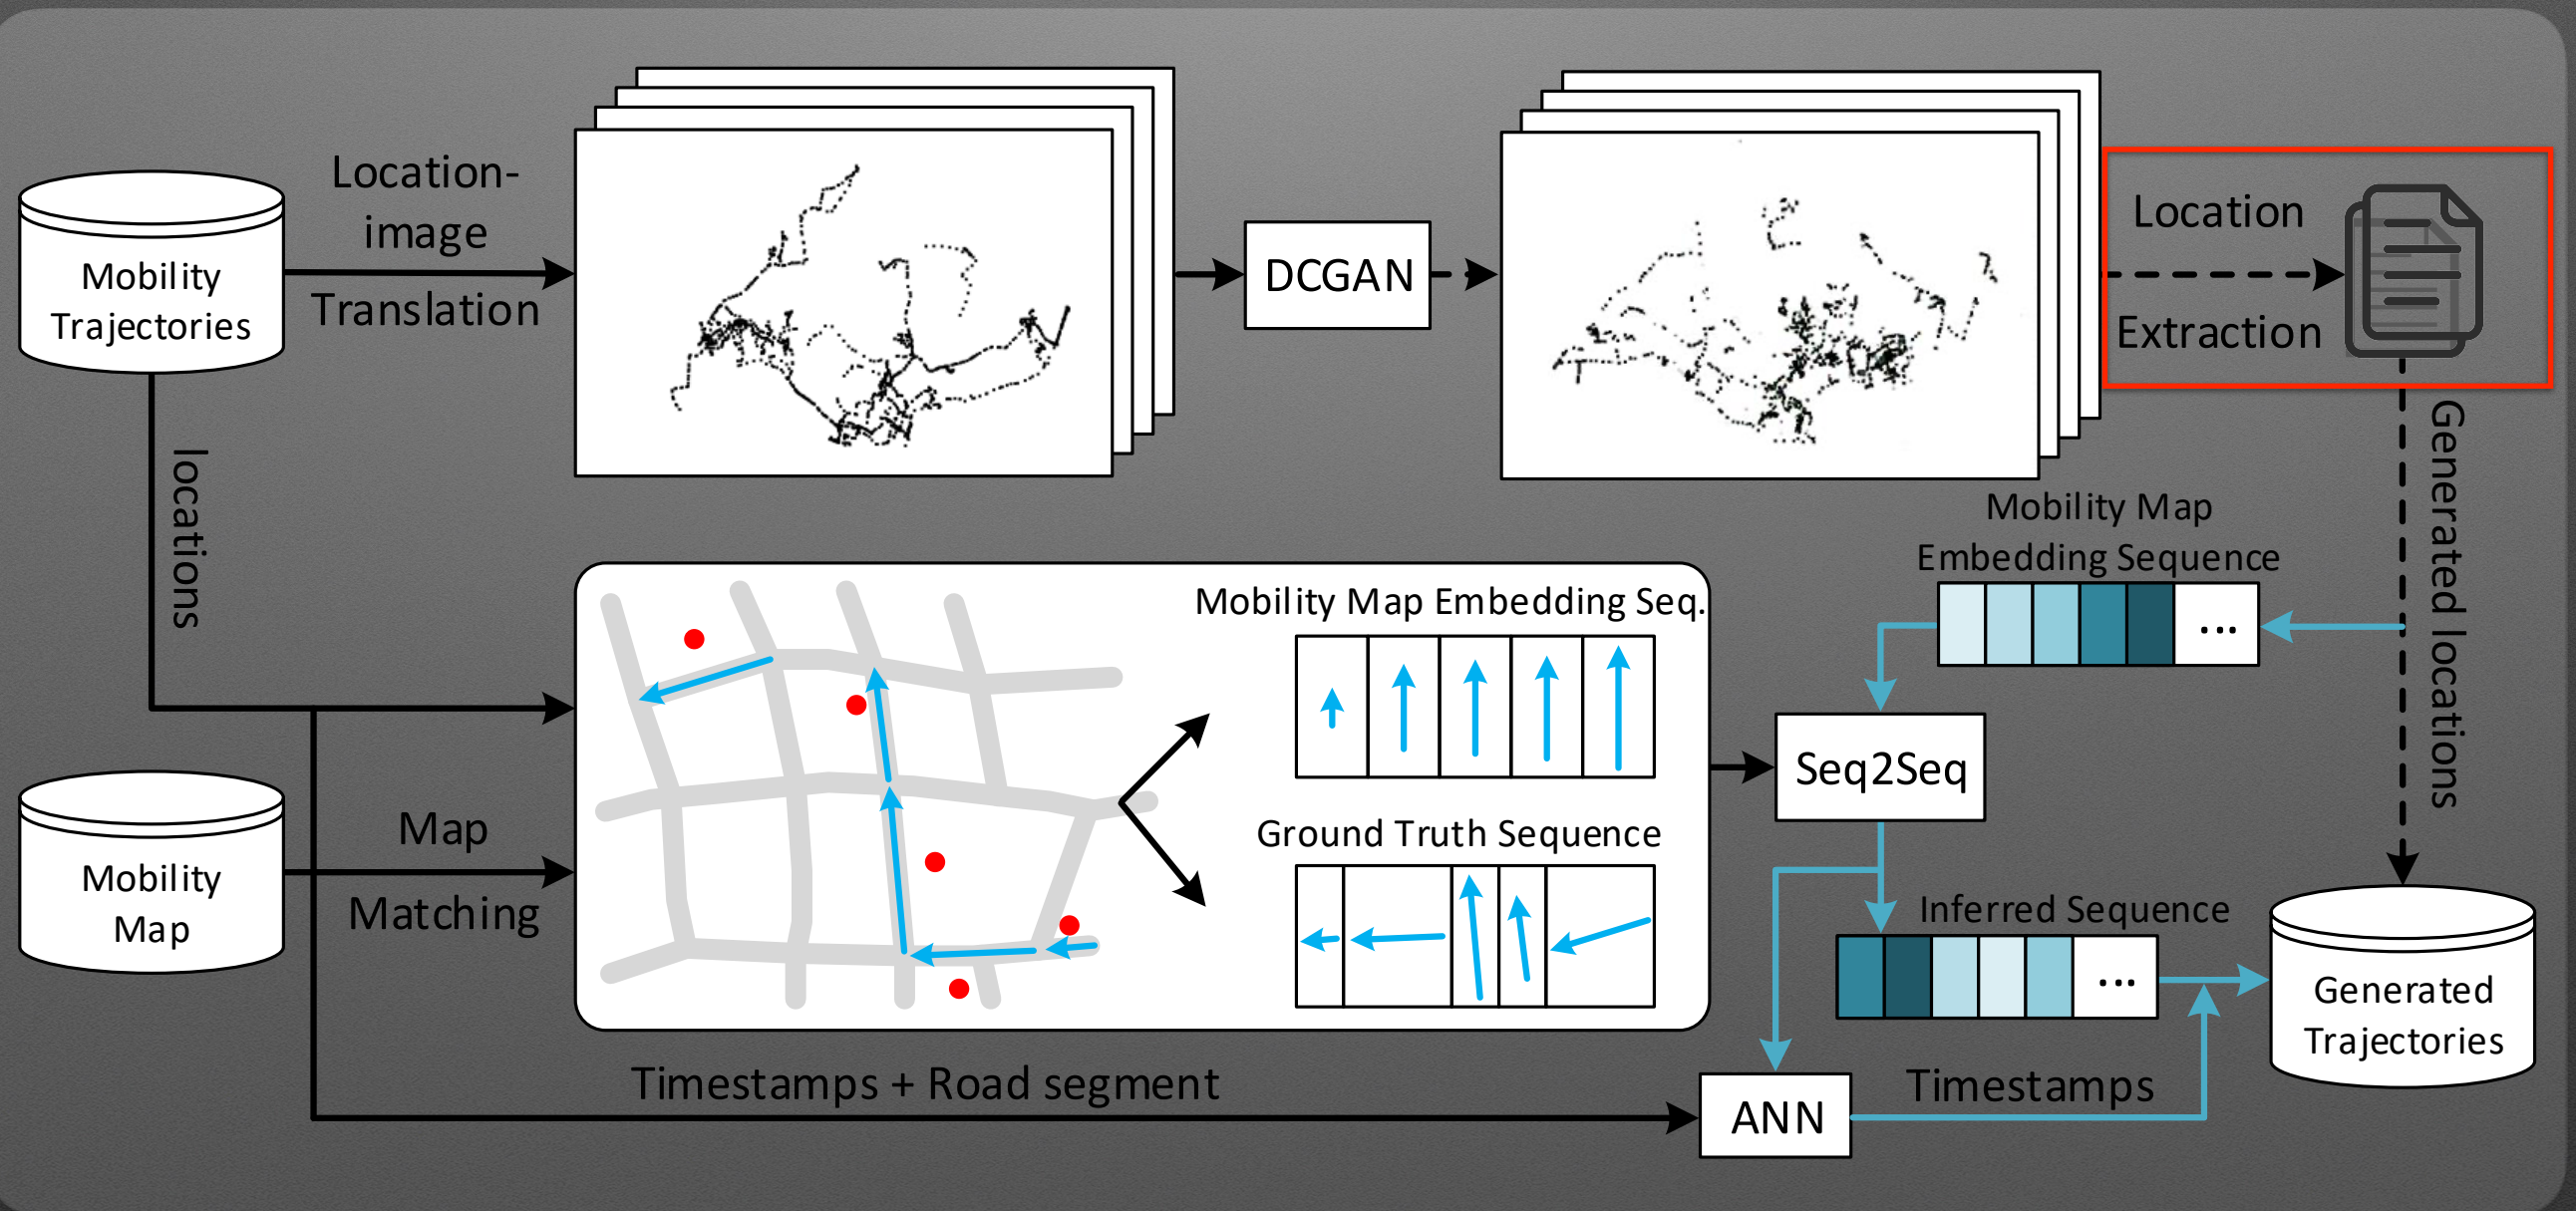 Location-
image
Translation
Mobility
Trajectories
DCGAN
Location
Extraction
locations
Generated locations
Mobility Map
Embedding Sequence
...
Mobility Map Embedding Seq.
Ground Truth Sequence
Seq2Seq
Map
Matching
Mobility
Map
Inferred Sequence
...
Generated
Trajectories
Timestamps + Road segment
ANN
Timestamps